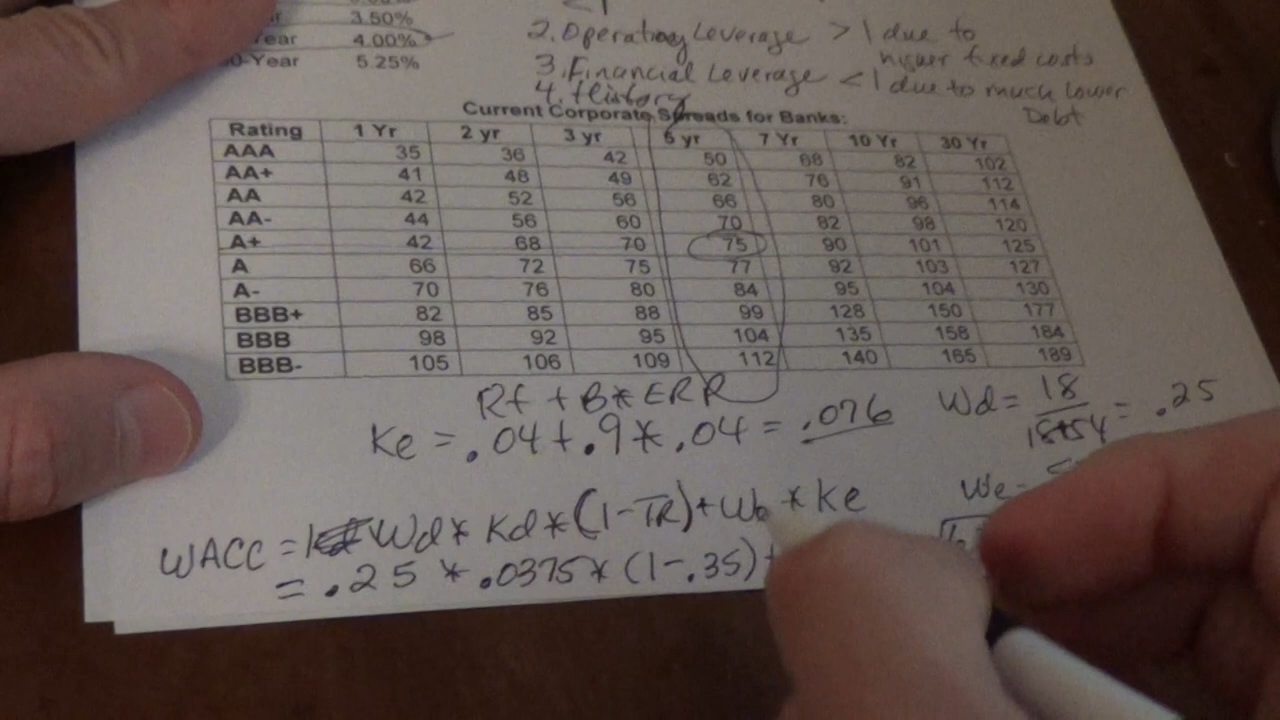 3.50%
Year 4.00%
-Year 5.25%
<1
2. Operating Leverage > 1 due to
higher fixed costs
3. Financial Leverage < 1 due to much lower
Debt
4. History
Current Corporate Spreads for Banks:
Rating 1 Yr 2 yr 3 yr 6 yr 7 Yr 10 Yr 30 Yr
AAA 35 36 42 50 68 82 102
AA+ 41 48 49 62 76 91 112
AA 42 52 56 66 80 96 114
AA- 44 56 60 70 82 98 120
A+ 42 68 70 75 90 101 125
A 66 72 75 77 92 103 127
A- 70 76 80 84 95 104 130
BBB+ 82 85 88 99 128 150 177
BBB 98 92 95 104 135 158 184
BBB- 105 106 109 112 140 165 189
Rf + B* ERR
Ke = .04 + .9 * .04 = .076
Wd = 18 / 18+54 = .25
We =
WACC = Wd * Kd * (1-TR) + We * Ke
= .25 * .0375 * (1-.35) +